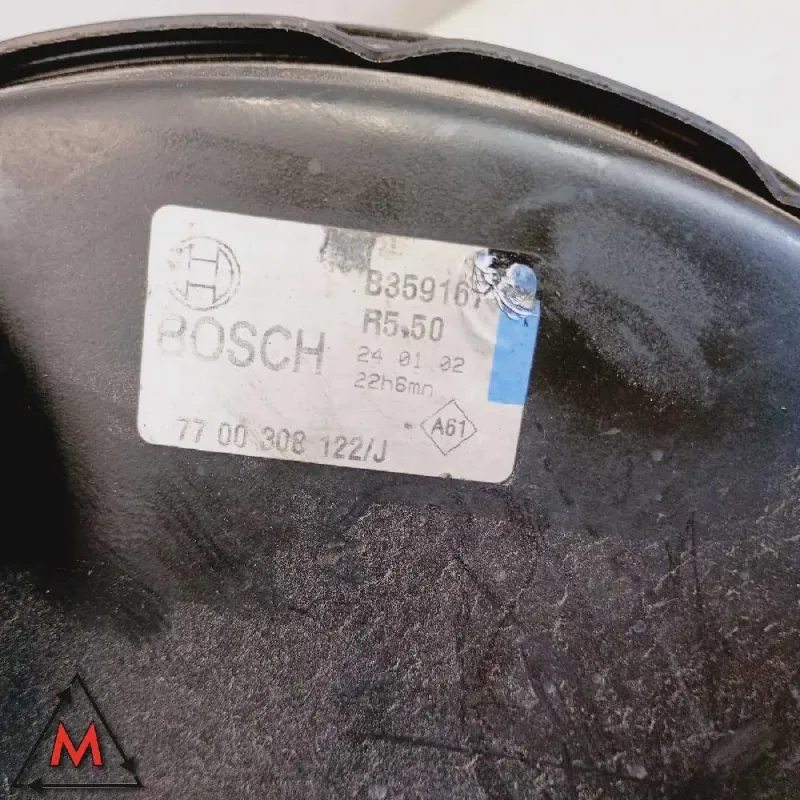 B359167
R5.50
BOSCH
24 01 02
22h6mn
A61
77 00 308 122/J
M